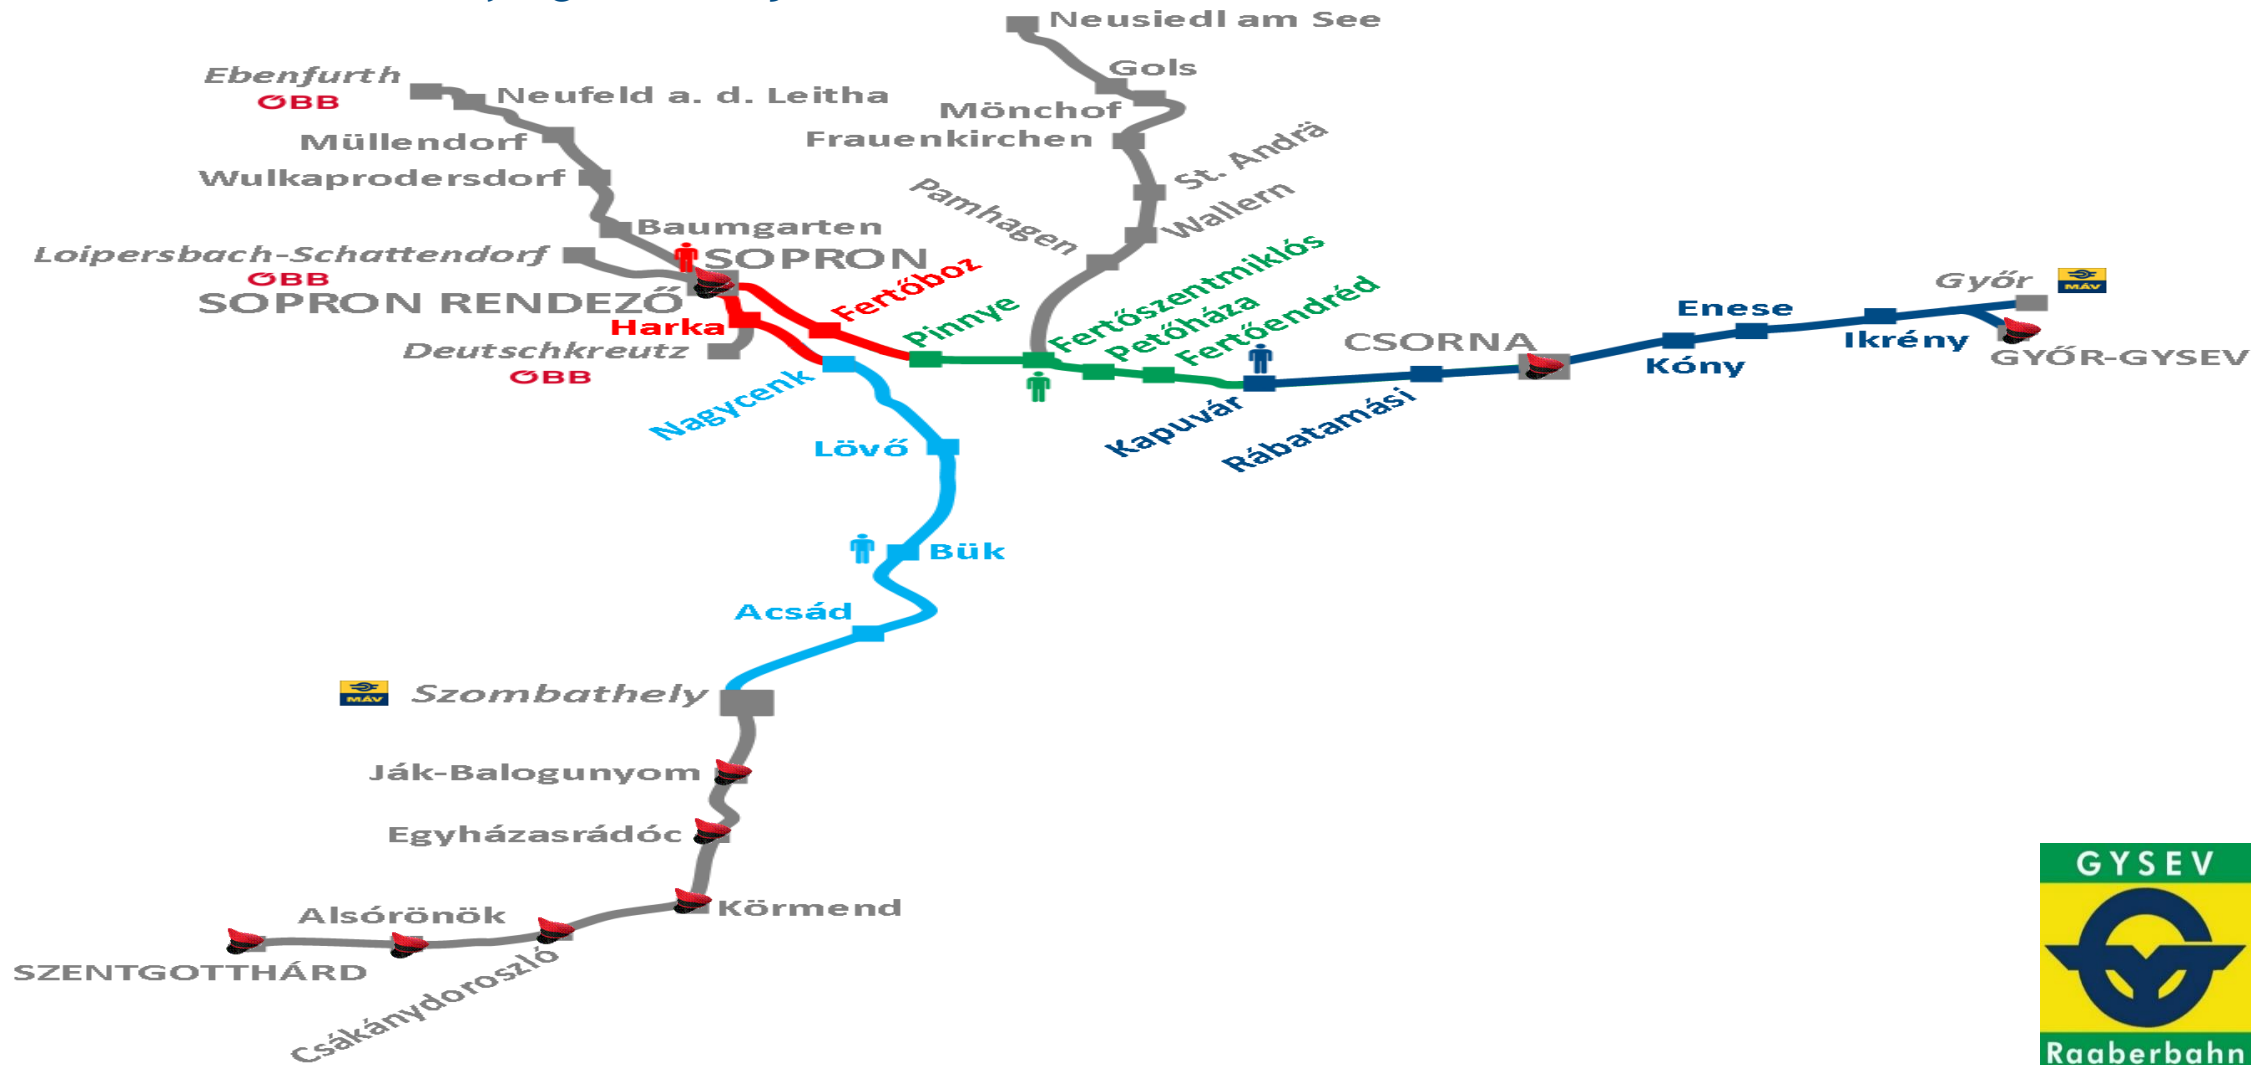 Neusiedl am See
Gols
Ebenfurth
ÖBB
Neufeld a. d. Leitha
Mönchof
Müllendorf
Frauenkirchen
St. Andrä
Wulkaprodersdorf
Pamhagen
Wallern
Baumgarten
Loipersbach-Schattendorf
ÖBB
SOPRON
SOPRON RENDEZŐ
Fertőboz
Harka
Deutschkreutz
ÖBB
Pinnye
Fertőszentmiklós
Petőháza
Fertőendréd
Győr
MÁV
Enese
CSORNA
Ikrény
GYŐR-GYSEV
Kóny
Nagycenk
Kapuvár
Rábatamási
Lövő
Bük
Acsád
MÁV
Szombathely
Ják-Balogunyom
Egyházasrádóc
Körmend
Alsórönök
SZENTGOTTHÁRD
Csákánydoroszló
GYSEV
Raaberbahn